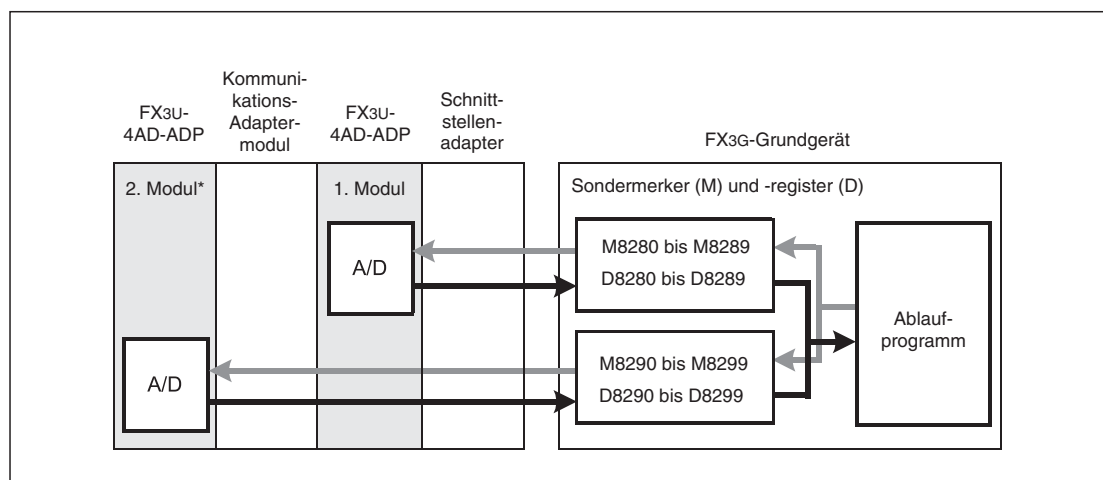 FX3U-
4AD-ADP
Kommuni-
kations-
Adapter-
modul
FX3U-
4AD-ADP
Schnitt-
stellen-
adapter
FX3G-Grundgerät
2. Modul*
1. Modul
Sondermerker (M) und -register (D)
A/D
M8280 bis M8289
D8280 bis D8289
Ablauf-
programm
A/D
M8290 bis M8299
D8290 bis D8299